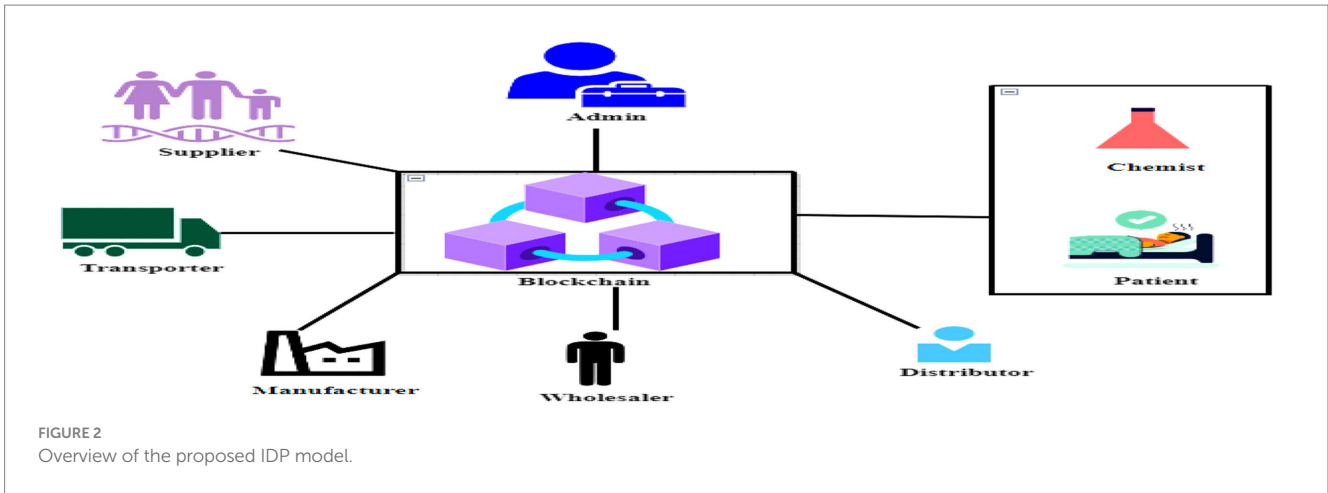 Admin
Supplier
Chemist
Transporter
Blockchain
Patient
Manufacturer
Wholesaler
Distributor
FIGURE 2
Overview of the proposed IDP model.